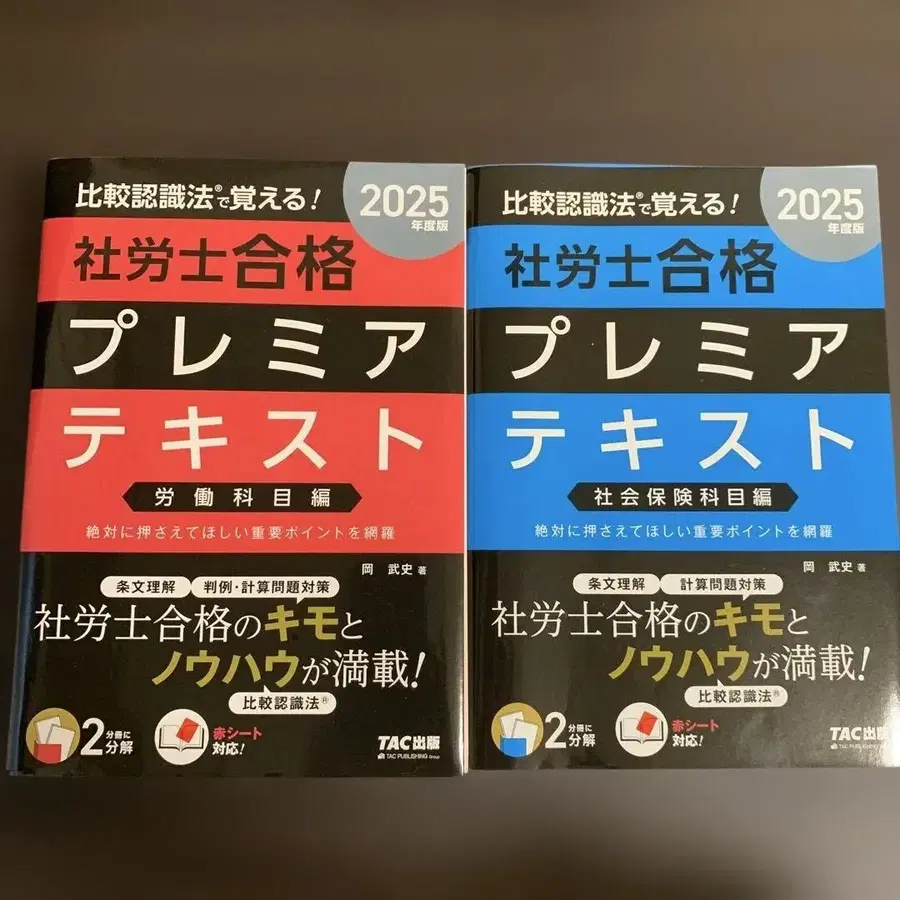 比較認識法®で覚える!
2025
年度版
社労士合格
プレミア
テキスト
労働科目編
絶対に押さえてほしい重要ポイントを網羅
岡 武史 著
条文理解
判例・計算問題対策
社労士合格のキモと
ノウハウが満載!
比較認識法®
2分冊に
分解
赤シート
対応!
TAC出版
TAC PUBLISHING Group
比較認識法®で覚える!
2025
年度版
社労士合格
プレミア
テキスト
社会保険科目編
絶対に押さえてほしい重要ポイントを網羅
岡 武史 著
条文理解
計算問題対策
社労士合格のキモと
ノウハウが満載!
比較認識法®
2分冊に
分解
赤シート
対応!
TAC出版
TAC PUBLISHING Group